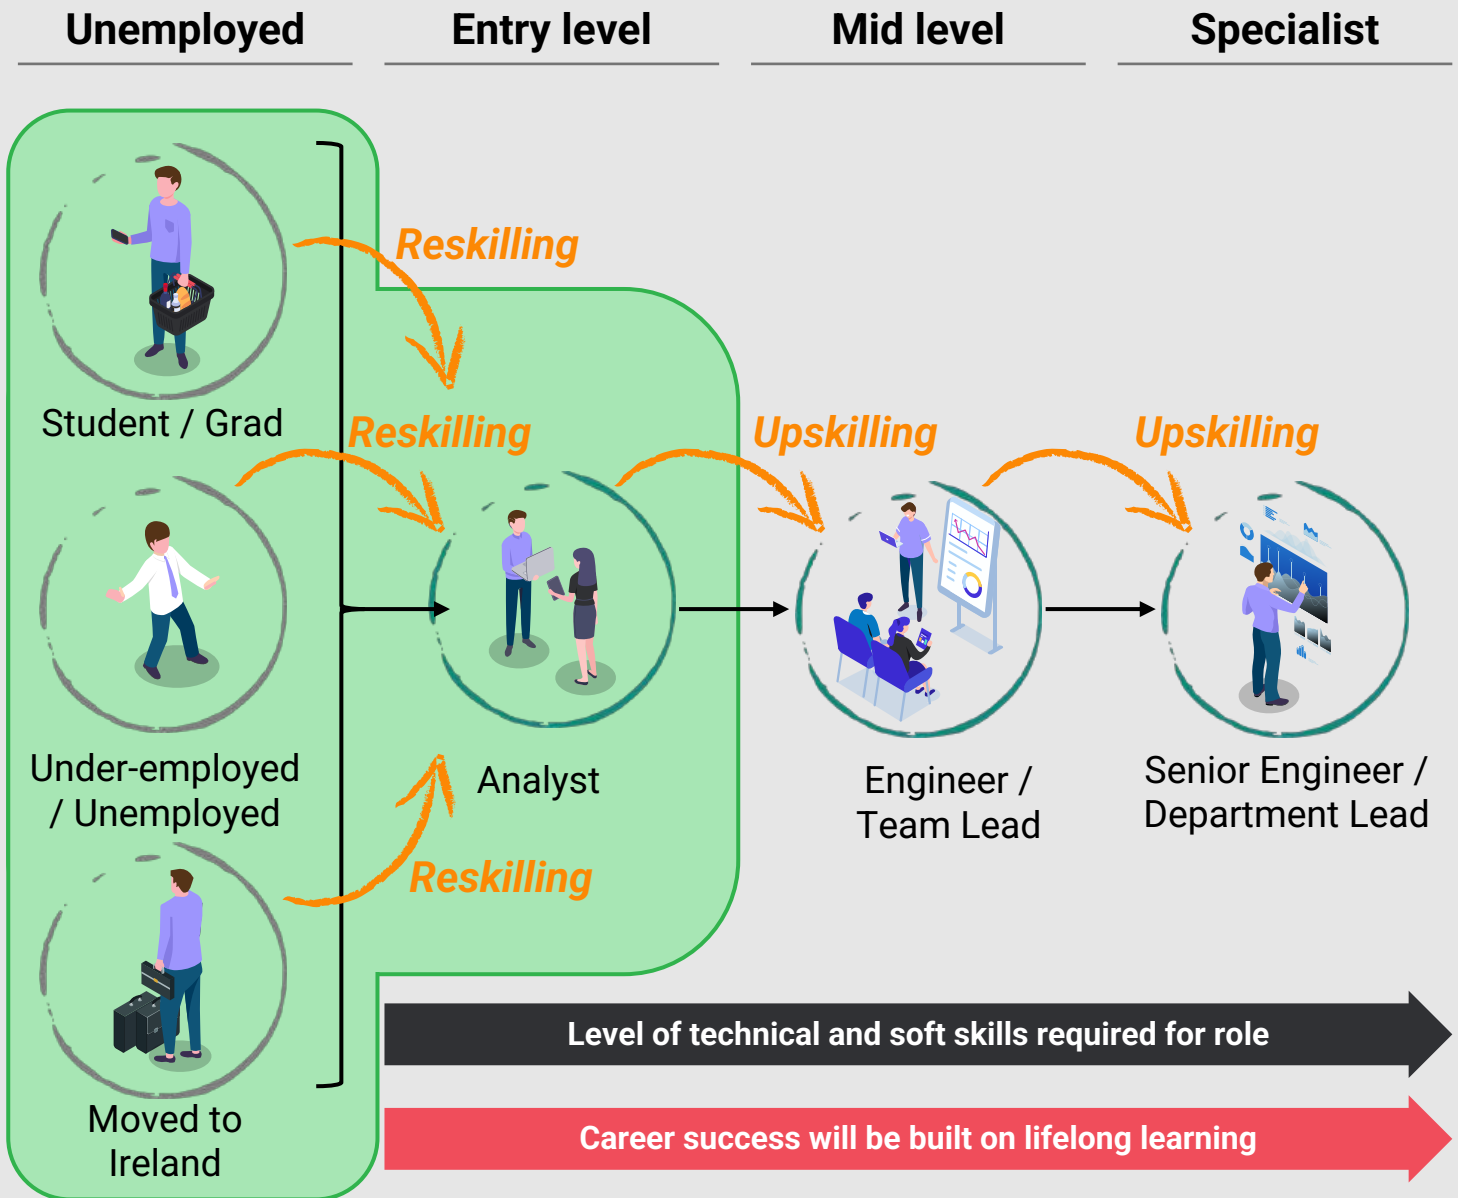 Unemployed
Entry level
Mid level
Specialist
Reskilling
Student / Grad
Reskilling
Upskilling
Upskilling
Under-employed
/ Unemployed
Analyst
Engineer /
Team Lead
Senior Engineer /
Department Lead
Reskilling
Moved to
Ireland
Level of technical and soft skills required for role
Career success will be built on lifelong learning